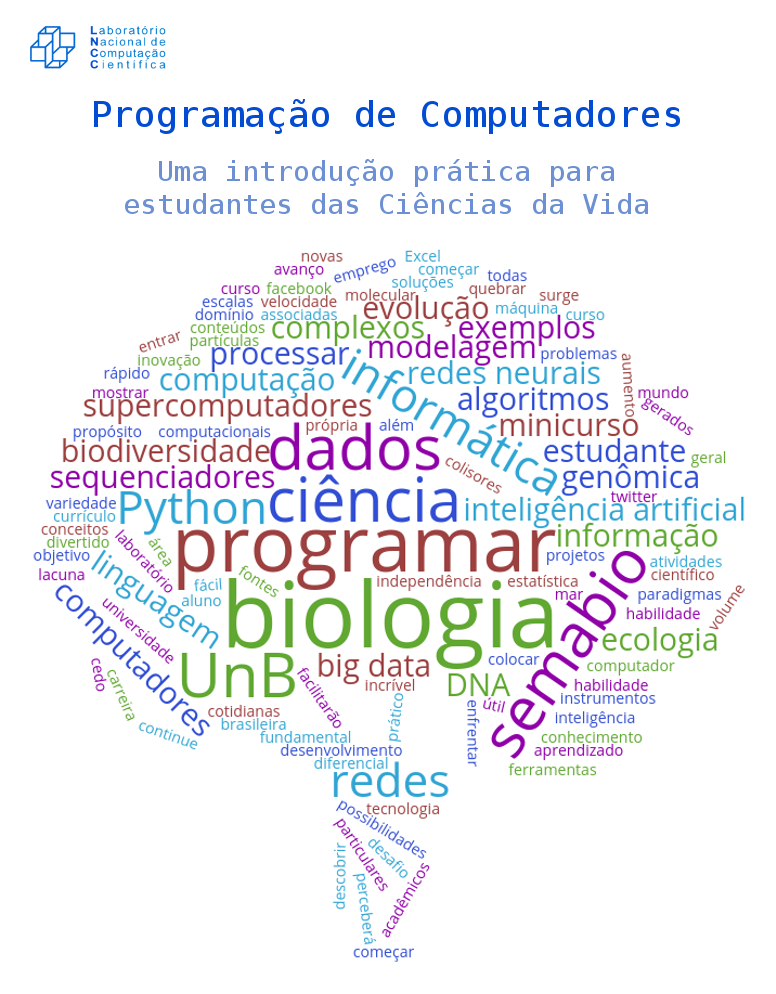 Laboratório
Nacional de
Computação
Científica
Programação de Computadores
Uma introdução prática para
estudantes das Ciências da Vida
novas
Excel
avanço
emprego
começar
todas
soluções
curso
facebook
molecular
quebrar
surge
escalas
velocidade
evolução
máquina
curso
domínio
associadas
conteúdos
complexos
exemplos
entrar
partículas
processar
modelagem
problemas
inovação
informática
aumento
rápido
computação
redes neurais
mostrar
supercomputadores
algoritmos
mundo
gerados
propósito
computacionais
própria
além
minicurso
biodiversidade
dados
estudante
geral
sequenciadores
colisores
genômica
variedade
Python
ciência
twitter
currículo
inteligência artificial
conceitos
divertido
laboratório
área
programar
informação
objetivo
projetos
atividades
lacuna
linguagem
fácil
fontes
independência
estatística
científico
computadores
aluno
biologia
mar
paradigmas
volume
universidade
semabio
habilidade
ecologia
cedo
carreira
UnB
facilitarão
big data
colocar
computador
incrível
DNA
habilidade
cotidianas
prático
útil
instrumentos
continue
brasileira
enfrentar
inteligência
fundamental
conhecimento
desenvolvimento
aprendizado
diferencial
ferramentas
redes
tecnologia
possibilidades
particulares
desafio
descobrir
perceberá
acadêmicos
começar